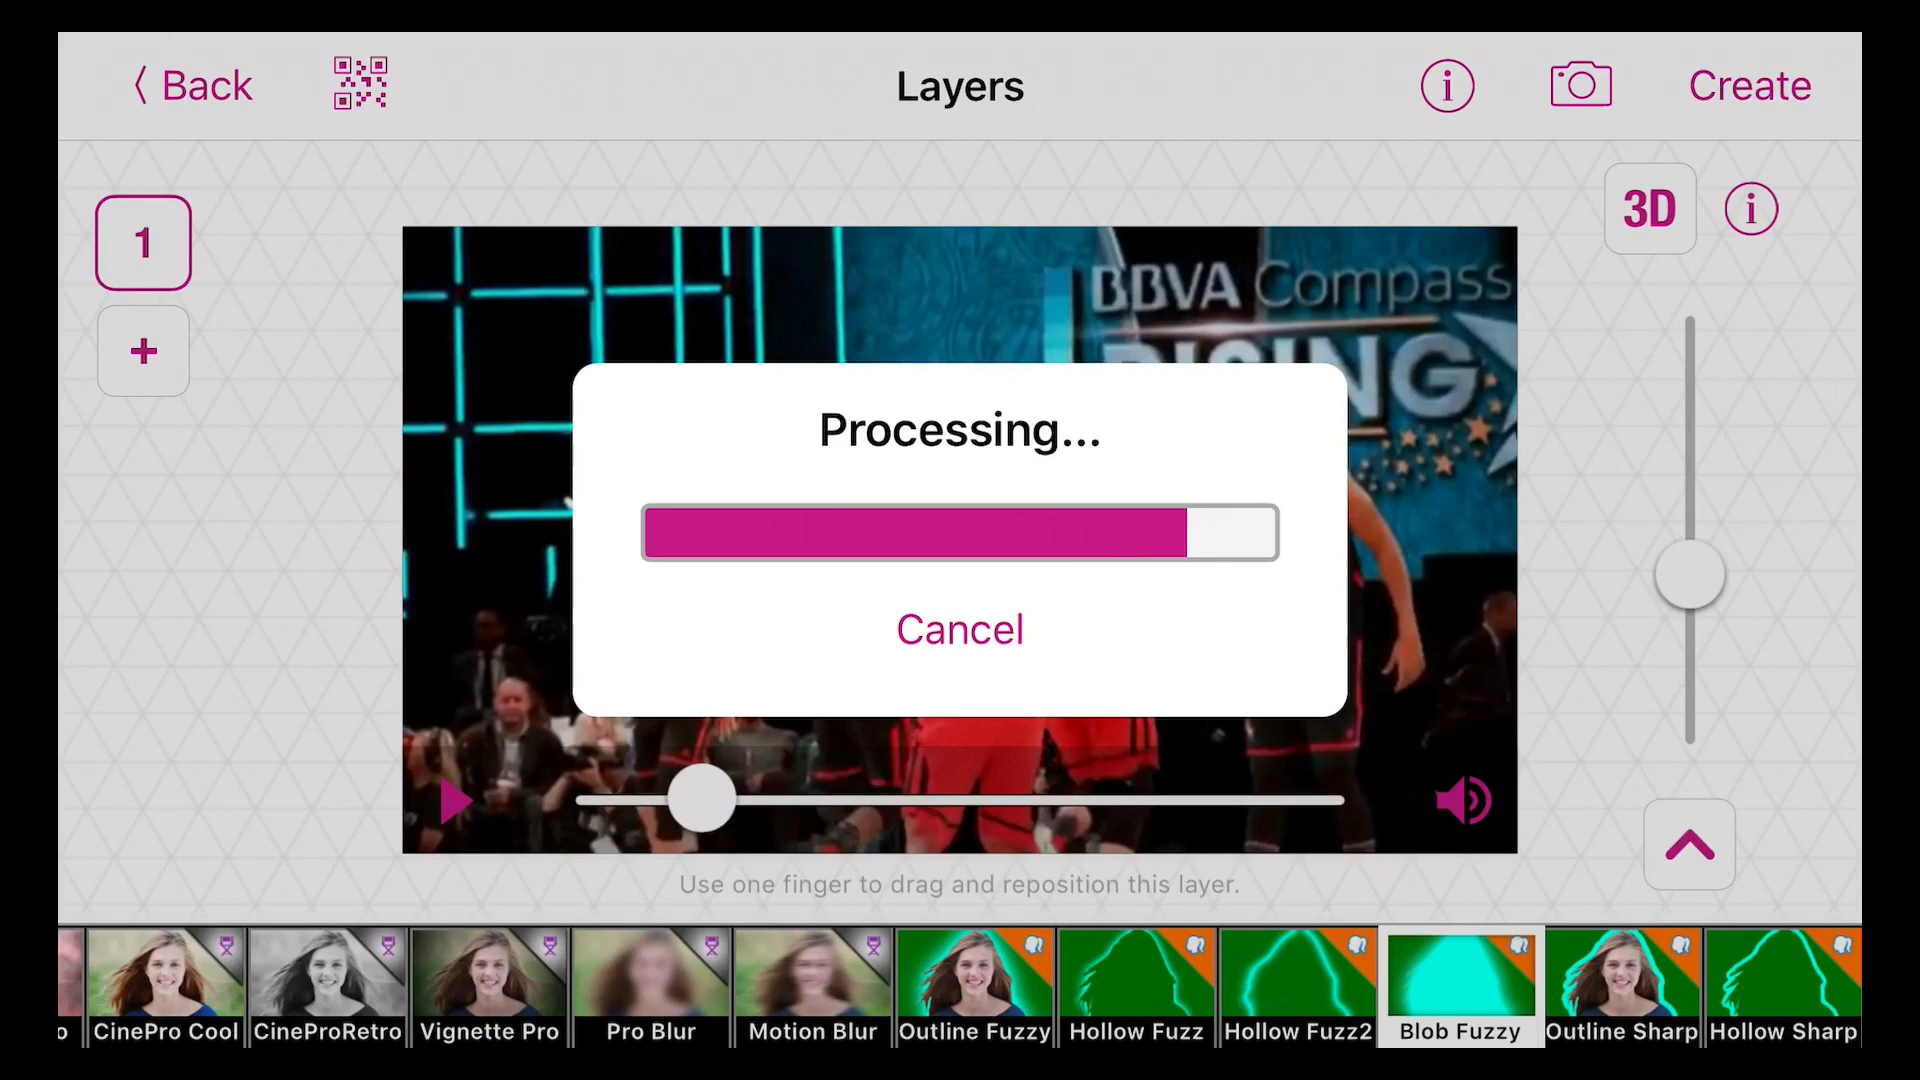 Back
Layers
i
Create
1
3D
i
+
BBVA Compass
RISING
Processing...
Cancel
Use one finger to drag and reposition this layer.
o
CinePro Cool
CineProRetro
Vignette Pro
Pro Blur
Motion Blur
Outline Fuzzy
Hollow Fuzz
Hollow Fuzz2
Blob Fuzzy
Outline Sharp
Hollow Sharp